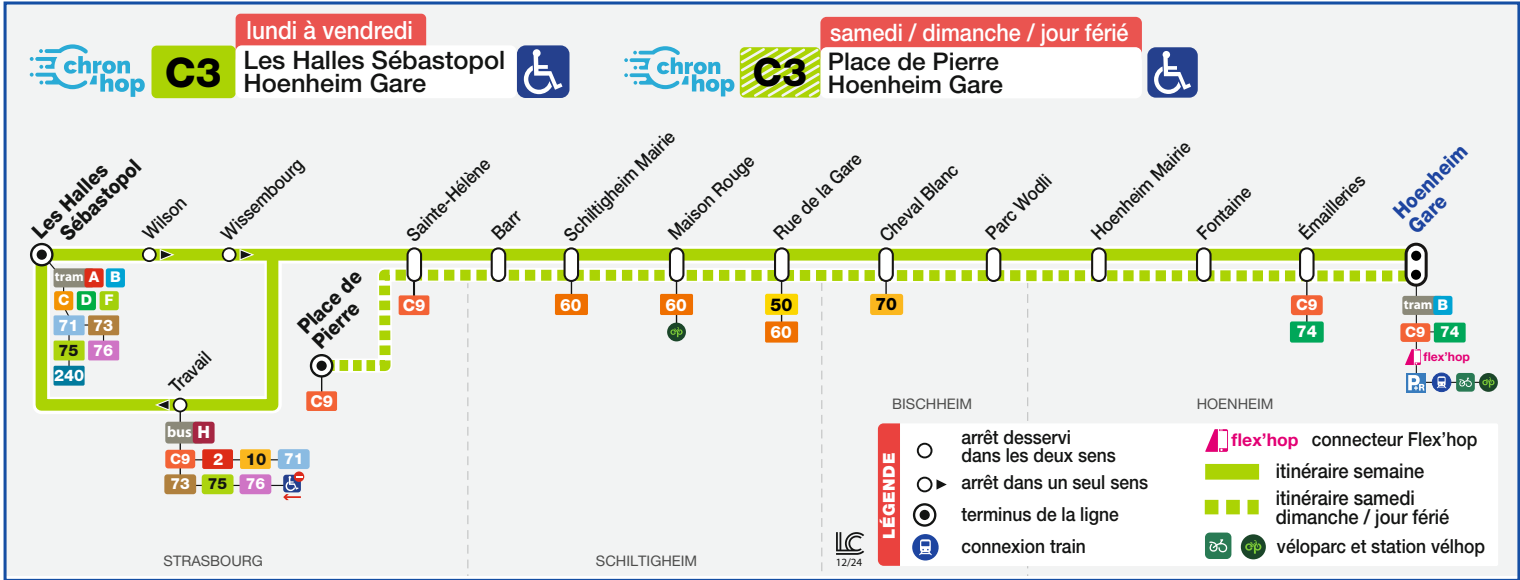 chron
hop
C3
lundi à vendredi
Les Halles Sébastopol
Hoenheim Gare
chron
hop
C3
samedi / dimanche / jour férié
Place de Pierre
Hoenheim Gare
Les Halles
Sébastopol
Wilson
Wissembourg
Sainte-Hélène
Barr
Schiltigheim Mairie
Maison Rouge
Rue de la Gare
Cheval Blanc
Parc Wodli
Hoenheim Mairie
Fontaine
Émailleries
Hoenheim
Gare
tram A B
C D F
71 73
75 76
240
Place de
Pierre
C9
Travail
bus H
C9 2 10 71
73 75 76
C9
60
60
50
60
70
C9
74
tram B
C9 74
flex'hop
P+R
STRASBOURG
SCHILTIGHEIM
BISCHHEIM
HOENHEIM
LÉGENDE
arrêt desservi
dans les deux sens
arrêt dans un seul sens
terminus de la ligne
connexion train
flex'hop connecteur Flex'hop
itinéraire semaine
itinéraire samedi
dimanche / jour férié
véloparc et station vélhop
LC
12/24